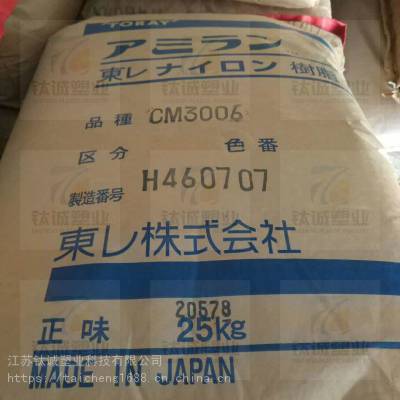 "TORAY"
アミラン
東レナイロン 樹脂
品種 CM3006
区分 色番
製造番号 H460707
東レ株式会社
20578
正味 25kg
MADE IN JAPAN
钛诚塑业
江苏钛诚塑业科技有限公司
https://taicheng1688.cn.china.cn